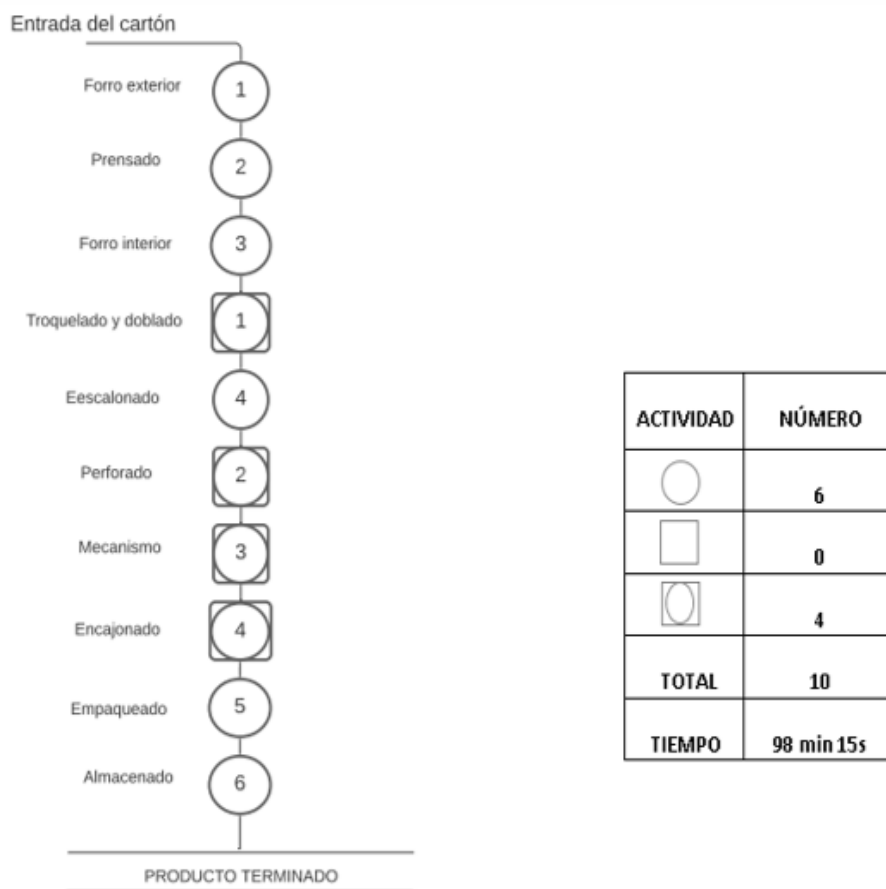 Entrada del cartón
Forro exterior
1
Prensado
2
Forro interior
3
Troquelado y doblado
1
Eescalonado
4
Perforado
2
Mecanismo
3
Encajonado
4
Empaqueado
5
Almacenado
6
PRODUCTO TERMINADO
ACTIVIDAD NÚMERO
6
0
4
TOTAL 10
TIEMPO 98 min 15s